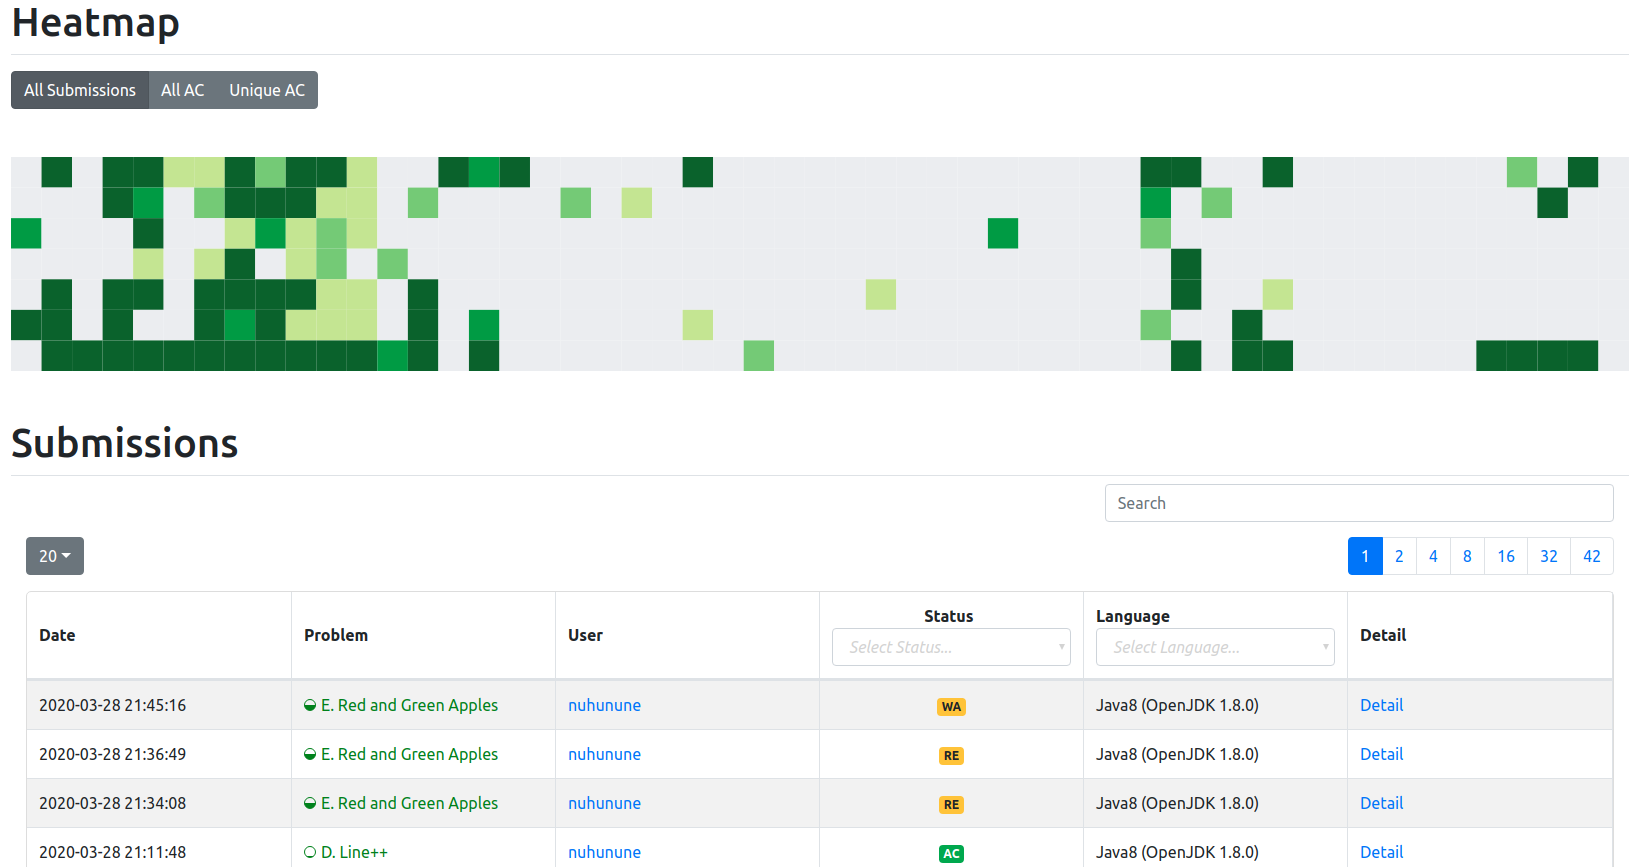 Heatmap
All Submissions All AC Unique AC
Submissions
Search
20 1 2 4 8 16 32 42
Date Problem User Status Language Detail
Select Status... Select Language...
2020-03-28 21:45:16 E. Red and Green Apples nuhunune WA Java8 (OpenJDK 1.8.0) Detail
2020-03-28 21:36:49 E. Red and Green Apples nuhunune RE Java8 (OpenJDK 1.8.0) Detail
2020-03-28 21:34:08 E. Red and Green Apples nuhunune RE Java8 (OpenJDK 1.8.0) Detail
2020-03-28 21:11:48 D. Line++ nuhunune AC Java8 (OpenJDK 1.8.0) Detail